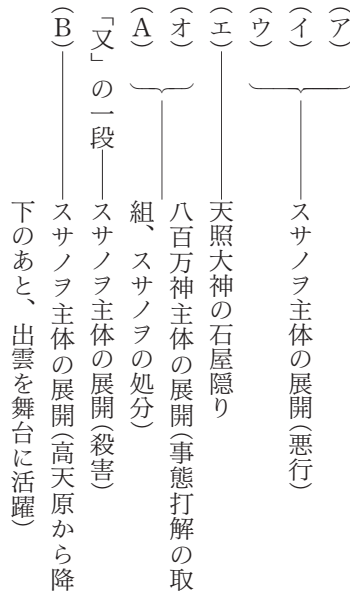 (ア)
(イ)
(ウ)
スサノヲ主体の展開(悪行)
(エ)
天照大神の石屋隠り
(オ)
(A)
八百万神主体の展開(事態打解の取
組、スサノヲの処分)
「又」の一段
スサノヲ主体の展開(殺害)
(B)
スサノヲ主体の展開(高天原から降
下のあと、出雲を舞台に活躍)